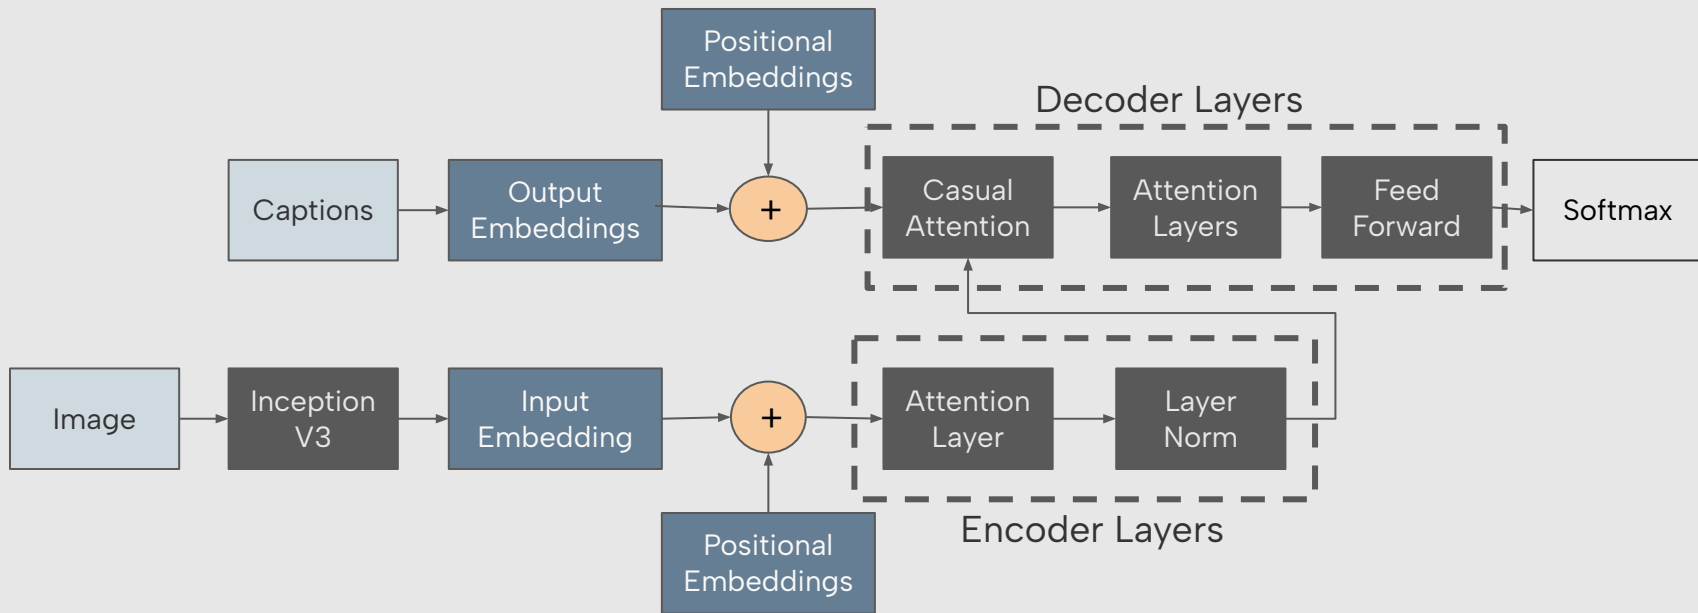 Positional
Embeddings
Decoder Layers
Captions
Output
Embeddings
+
Casual
Attention
Attention
Layers
Feed
Forward
Softmax
Image
Inception
V3
Input
Embedding
+
Attention
Layer
Layer
Norm
Positional
Embeddings
Encoder Layers